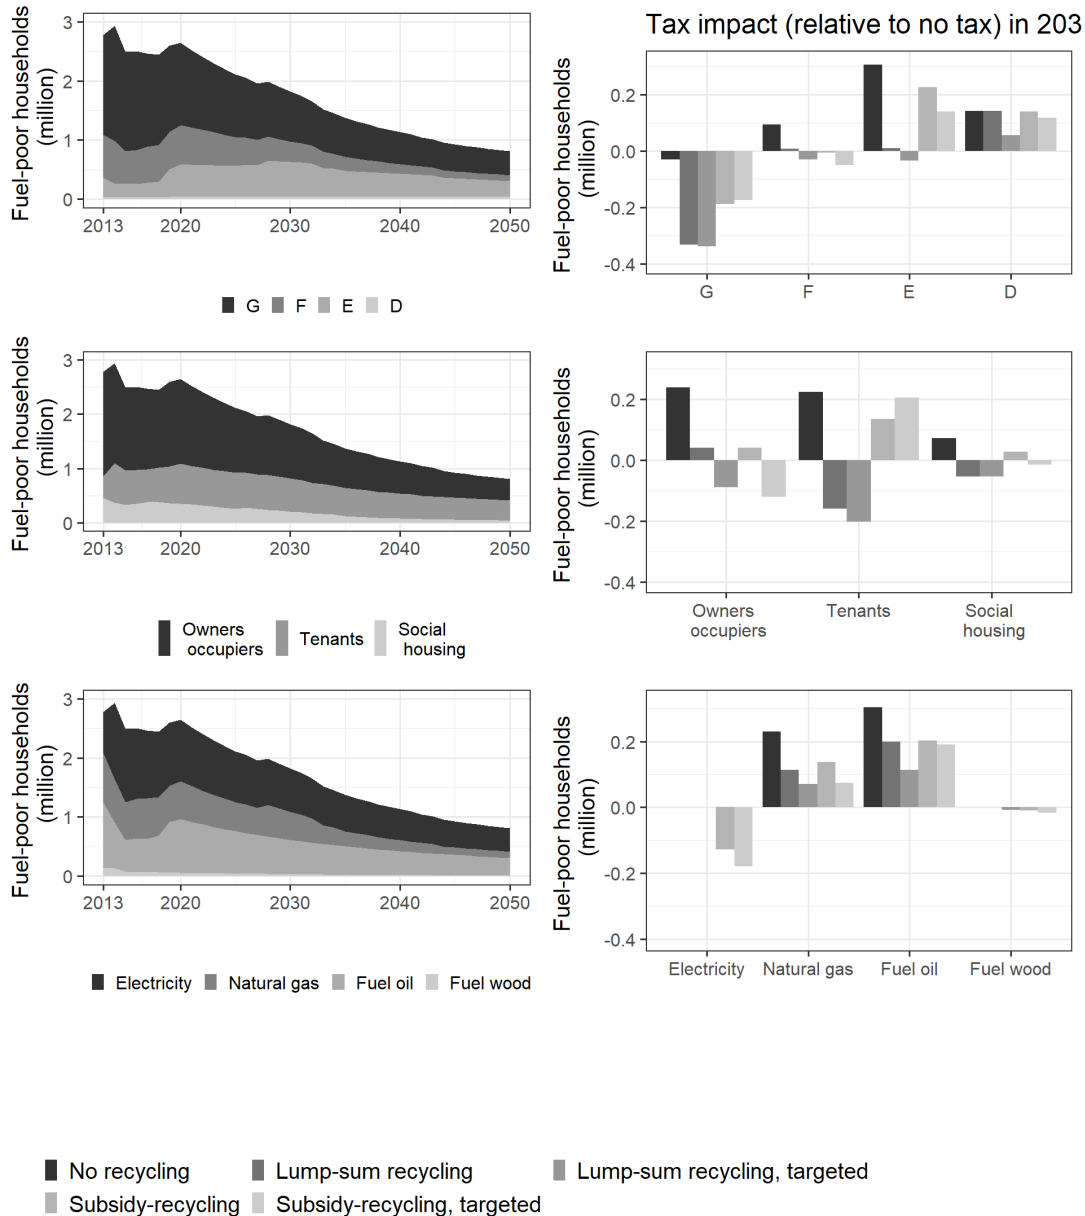 Fuel-poor households
(million)
3
2
1
0
2013 2020 2030 2040 2050
G F E D
Tax impact (relative to no tax) in 203
Fuel-poor households
(million)
0.2
0.0
-0.2
-0.4
G F E D
Fuel-poor households
(million)
3
2
1
0
2013 2020 2030 2040 2050
Owners
occupiers
Tenants
Social
housing
Fuel-poor households
(million)
0.2
0.0
-0.2
-0.4
Owners
occupiers
Tenants
Social
housing
Fuel-poor households
(million)
3
2
1
0
2013 2020 2030 2040 2050
Electricity Natural gas Fuel oil Fuel wood
Fuel-poor households
(million)
0.2
0.0
-0.2
-0.4
Electricity Natural gas Fuel oil Fuel wood
No recycling Lump-sum recycling Lump-sum recycling, targeted
Subsidy-recycling Subsidy-recycling, targeted